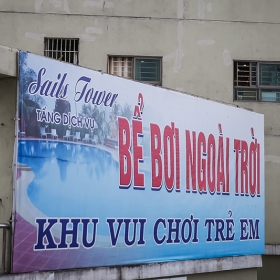 Sails Tower
TẦNG DỊCH VỤ
BỂ BƠI NGOÀI TRỜI
KHU VUI CHƠI TRẺ EM